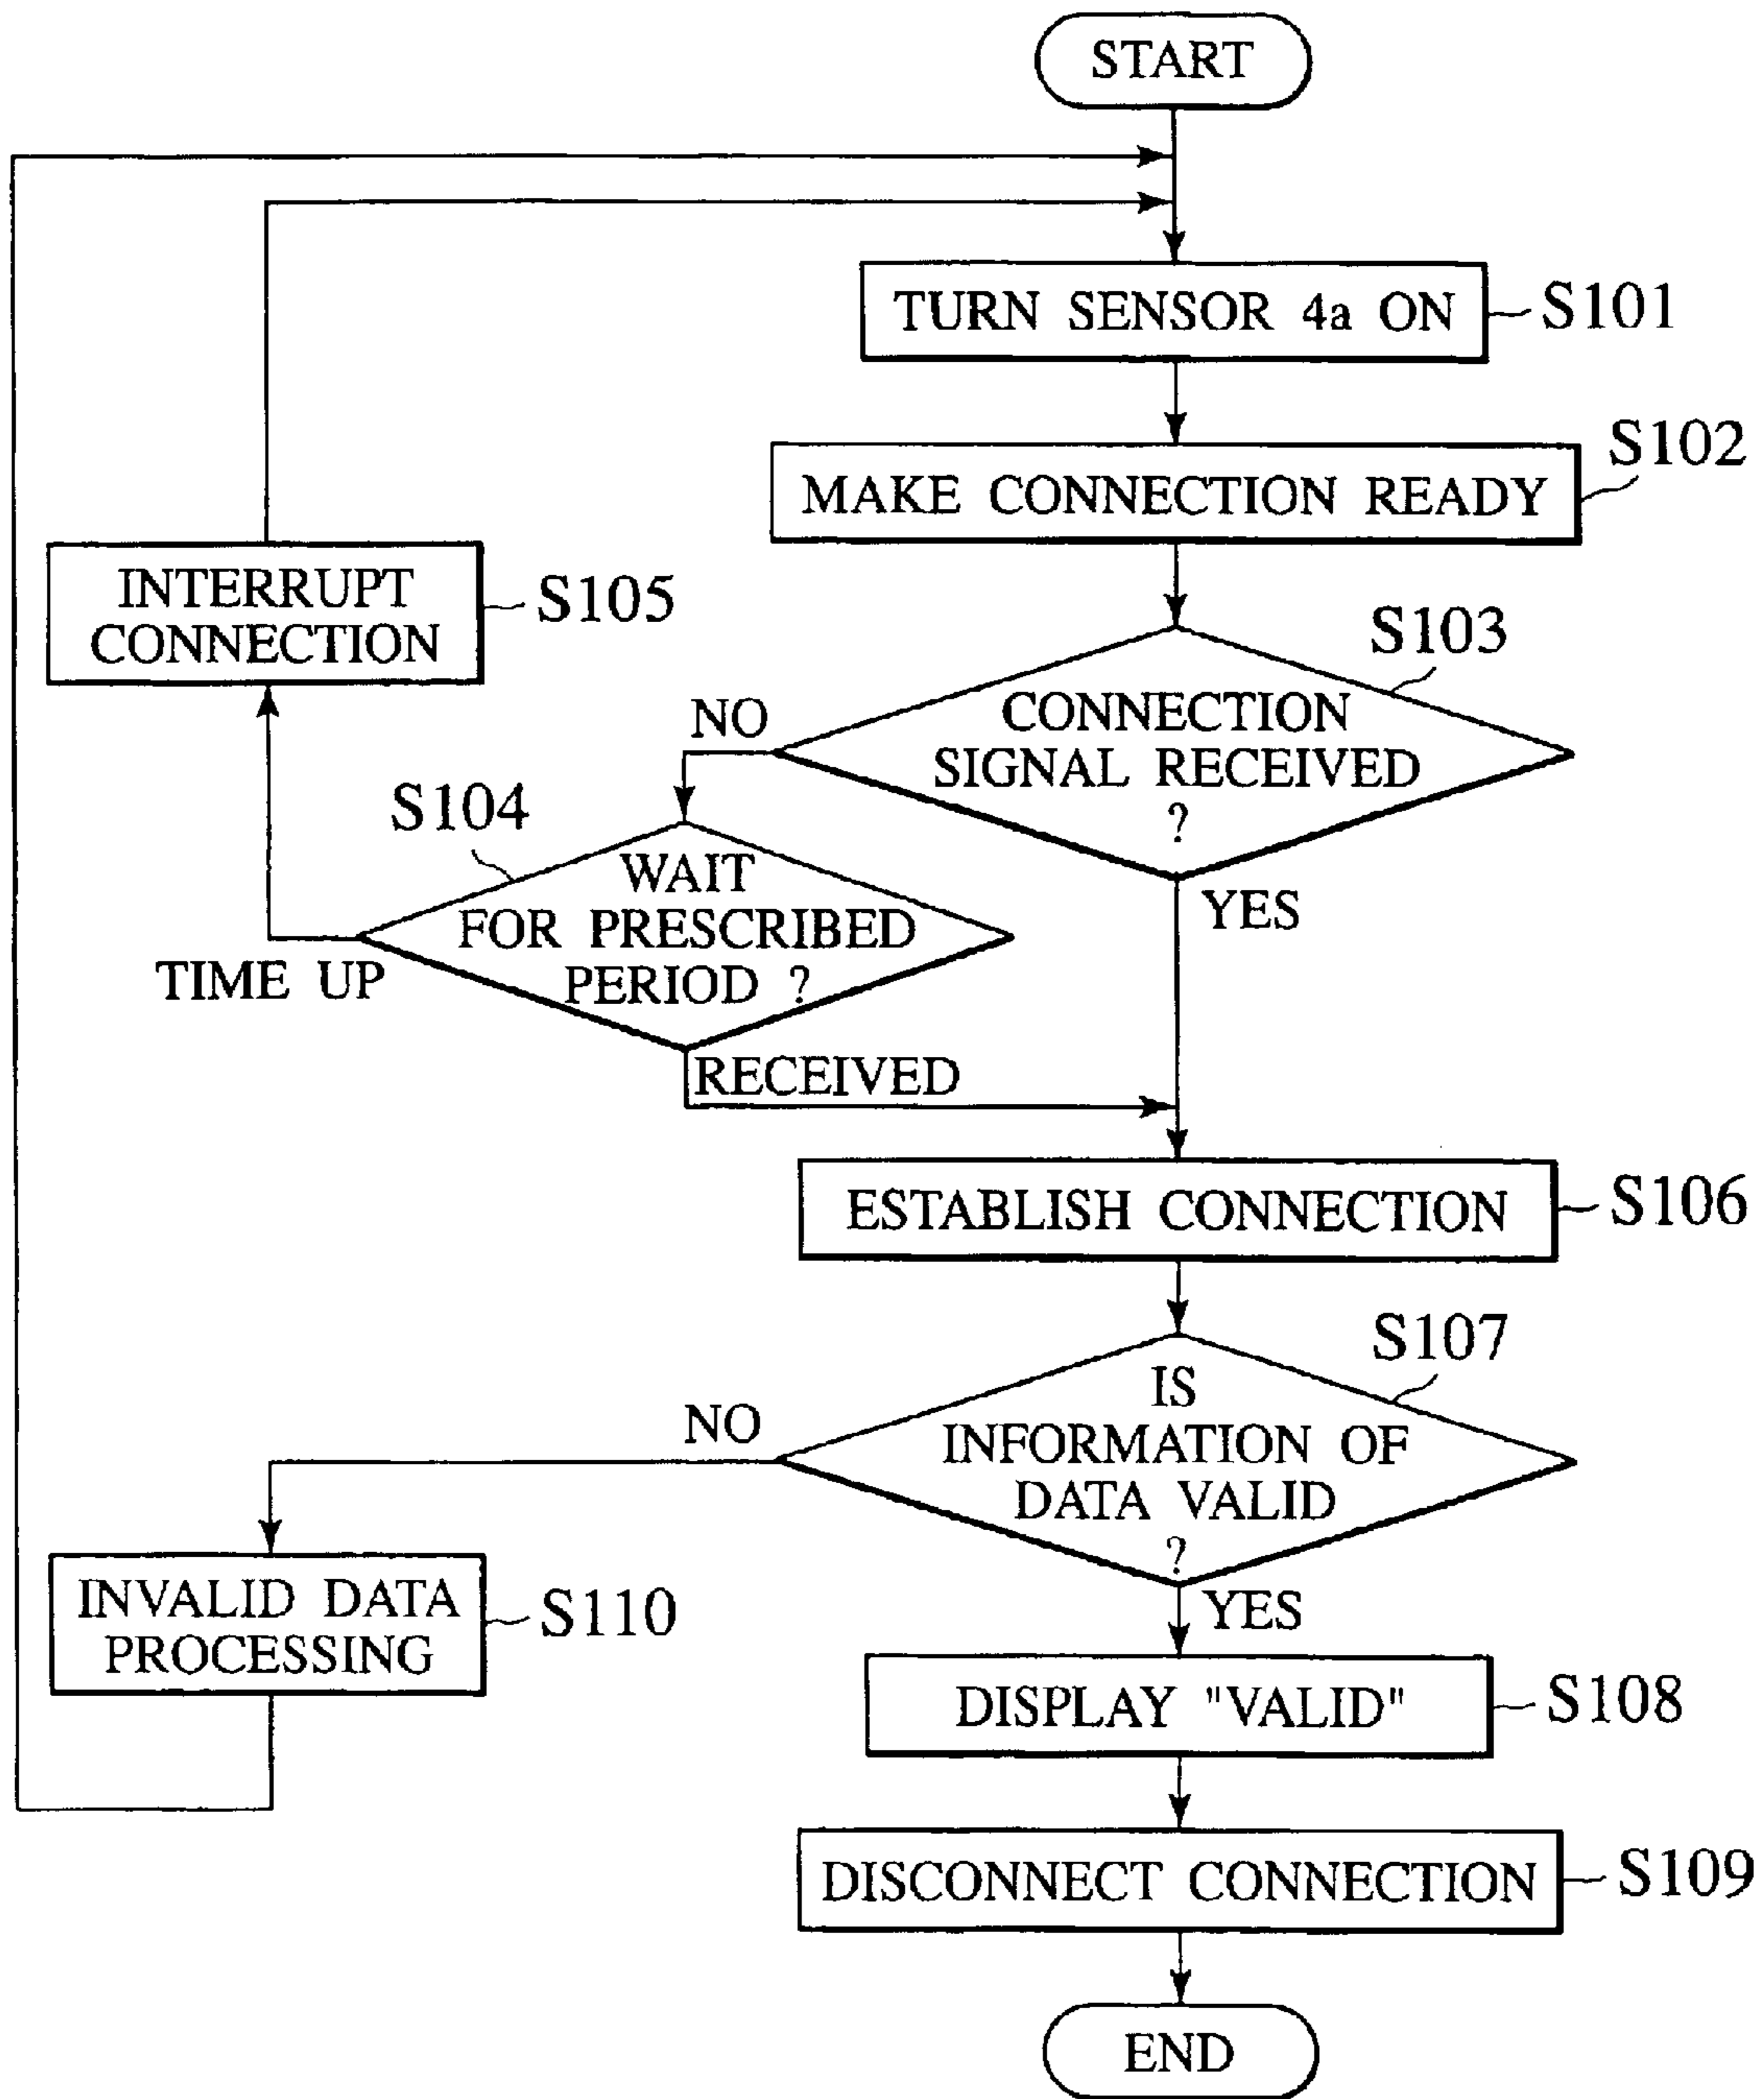 START
TURN SENSOR 4a ON
S101
S102
MAKE CONNECTION READY
INTERRUPT
CONNECTION
S105
S103
CONNECTION
SIGNAL RECEIVED
?
NO
YES
S104
WAIT
FOR PRESCRIBED
PERIOD ?
TIME UP
RECEIVED
ESTABLISH CONNECTION
S106
S107
IS
INFORMATION OF
DATA VALID
?
NO
YES
INVALID DATA
PROCESSING
S110
DISPLAY "VALID"
S108
DISCONNECT CONNECTION
S109
END